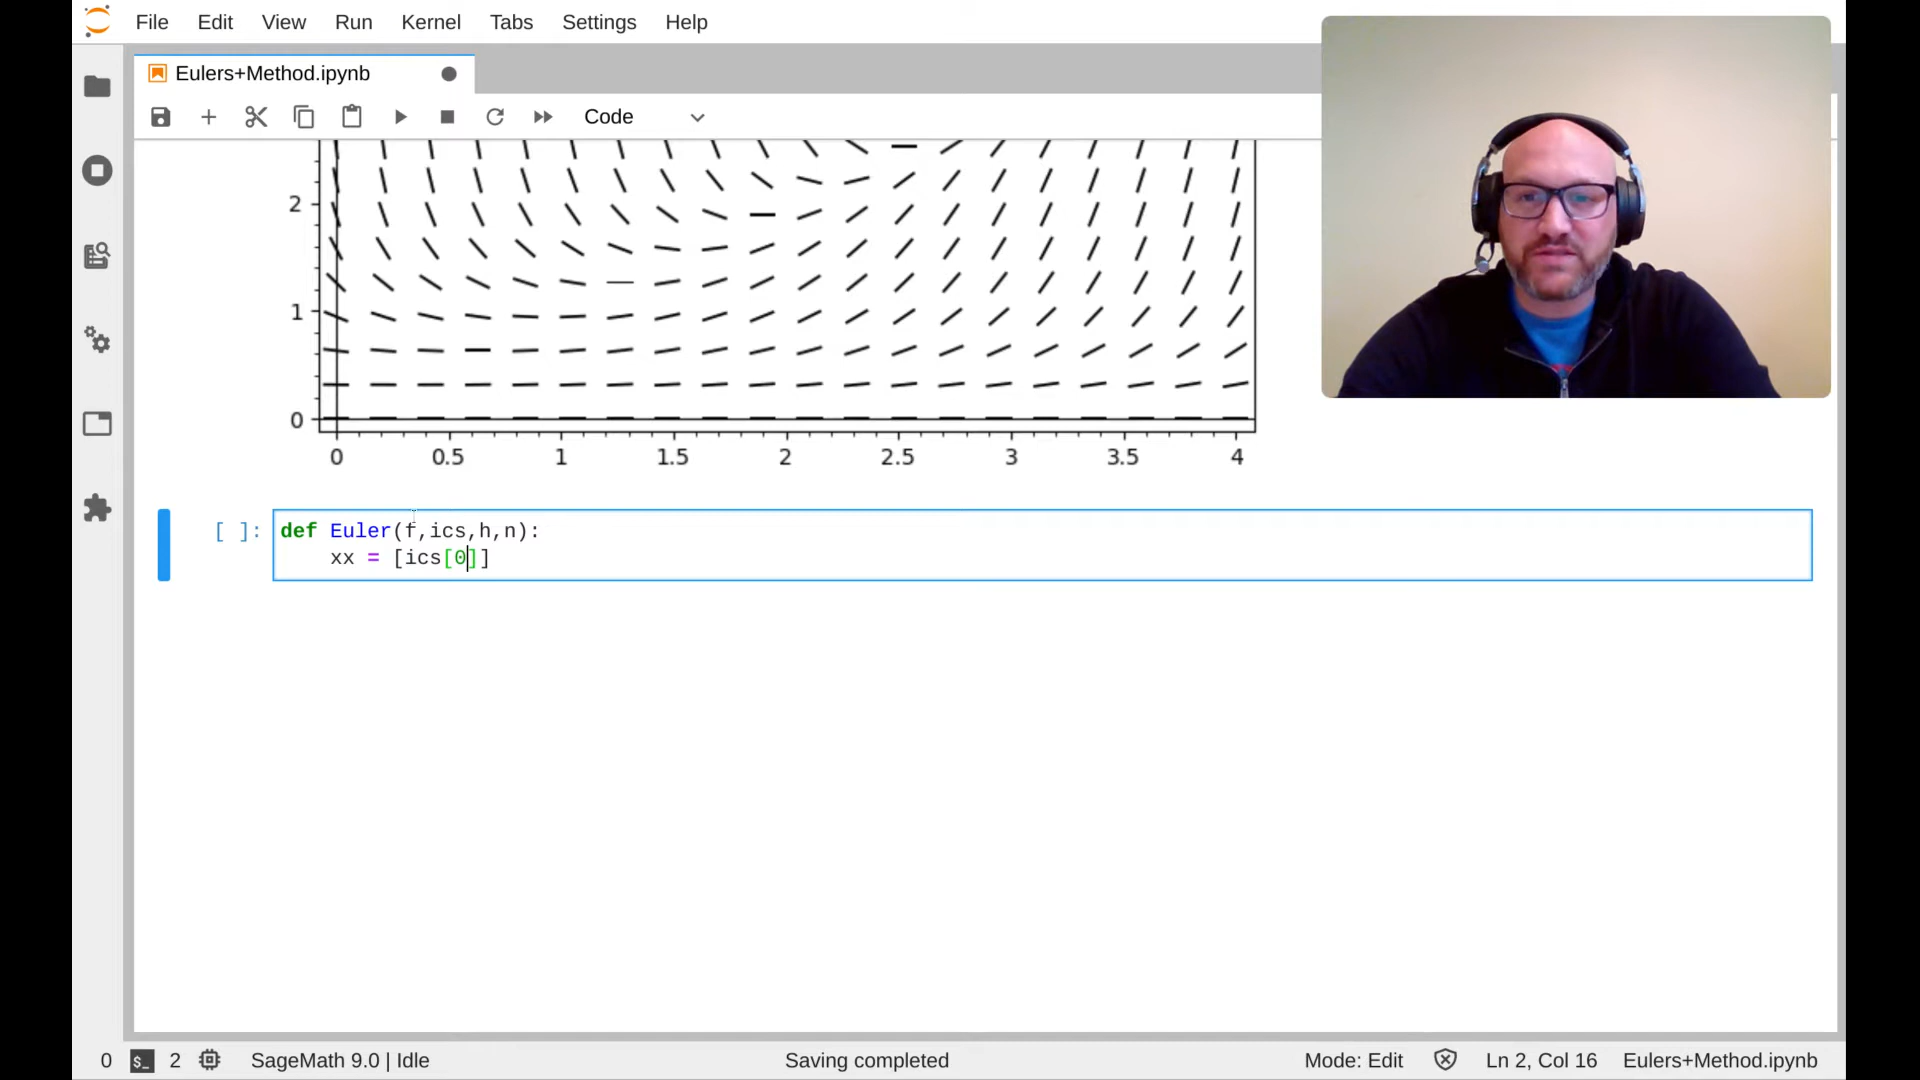 File Edit View Run Kernel Tabs Settings Help
Eulers+Method.ipynb
Code
2
1
0
0 0.5 1 1.5 2 2.5 3 3.5 4
[ ]: def Euler(f,ics,h,n):
xx = [ics[0]]
0 $_ 2 SageMath 9.0 | Idle Saving completed Mode: Edit Ln 2, Col 16 Eulers+Method.ipynb